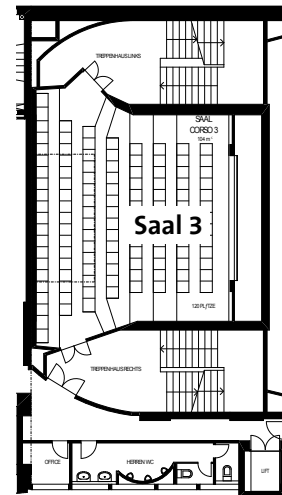 TREPPENHAUS LINKS
SAAL
CORSO 3
104 m²
Saal 3
120 PLÄTZE
TREPPENHAUS RECHTS
OFFICE
HERREN WC
LIFT